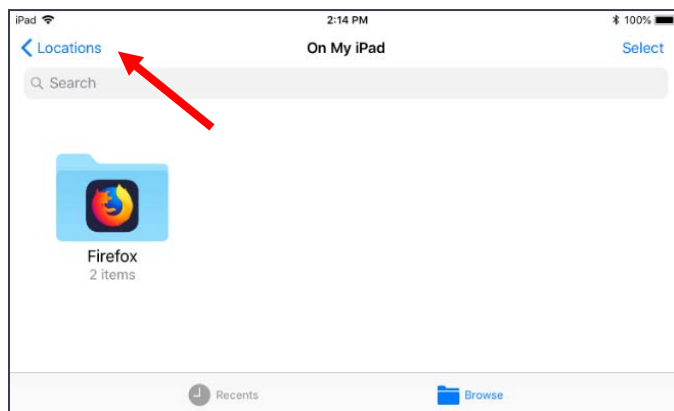 iPad 2:14 PM 100%
Locations On My iPad Select
Search
Firefox
2 items
Recents Browse